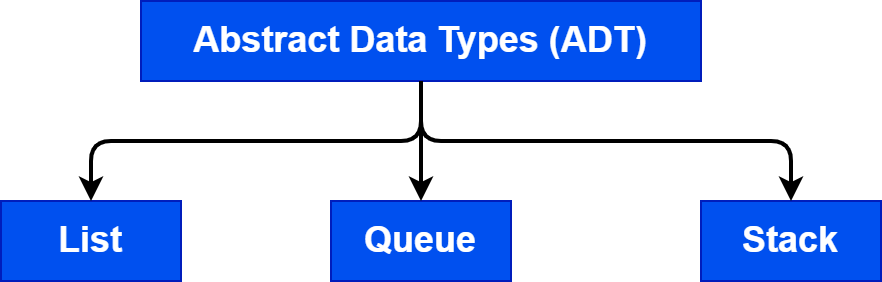 Abstract Data Types (ADT)
List
Queue
Stack